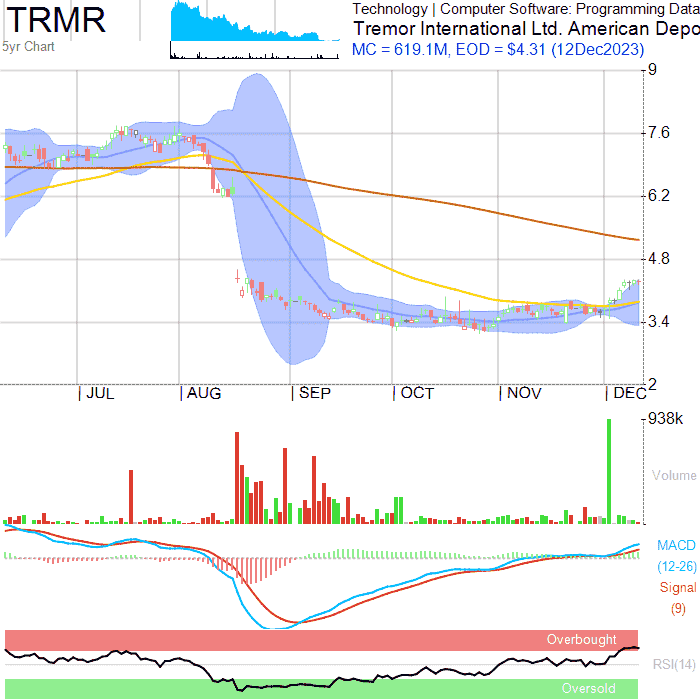 TRMR
5yr Chart
Technology | Computer Software: Programming Data
Tremor International Ltd. American Depo
MC = 619.1M, EOD = $4.31 (12Dec2023)
9
7.6
6.2
4.8
3.4
2
JUL
AUG
SEP
OCT
NOV
DEC
938k
Volume
MACD
(12-26)
Signal
(9)
Overbought
RSI(14)
Oversold